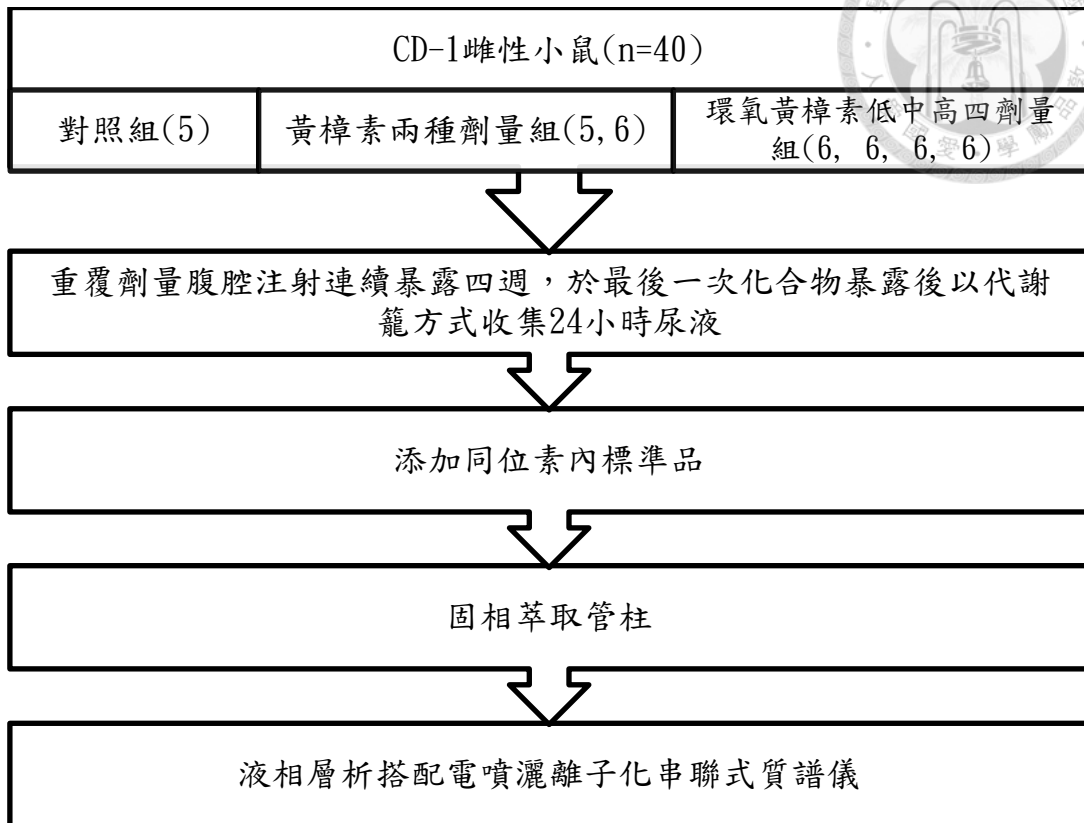 CD-1雌性小鼠(n=40)
對照組(5)
黃樟素兩種劑量組(5,6)
環氧黃樟素低中高四劑量
組(6, 6, 6, 6)
重覆劑量腹腔注射連續暴露四週，於最後一次化合物暴露後以代謝
籠方式收集24小時尿液
添加同位素內標準品
固相萃取管柱
液相層析搭配電噴灑離子化串聯式質譜儀